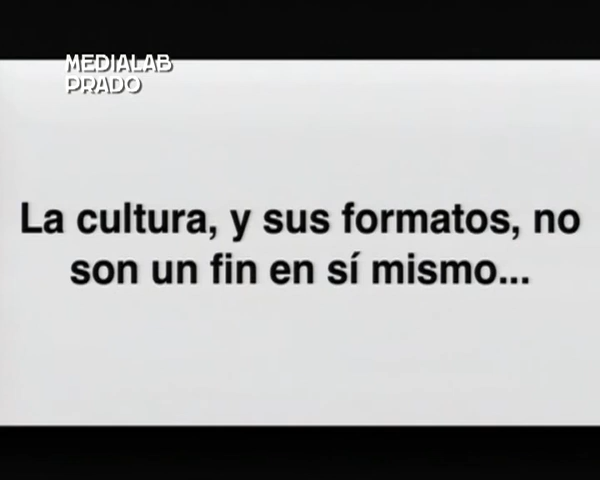 MEDIALAB
PRADO
La cultura, y sus formatos, no
son un fin en sí mismo...